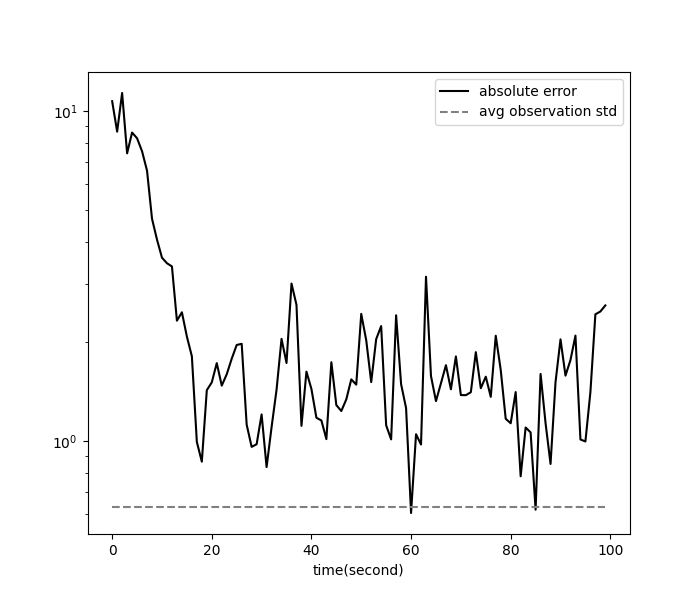 absolute error
avg observation std
10¹
10⁰
0 20 40 60 80 100
time(second)